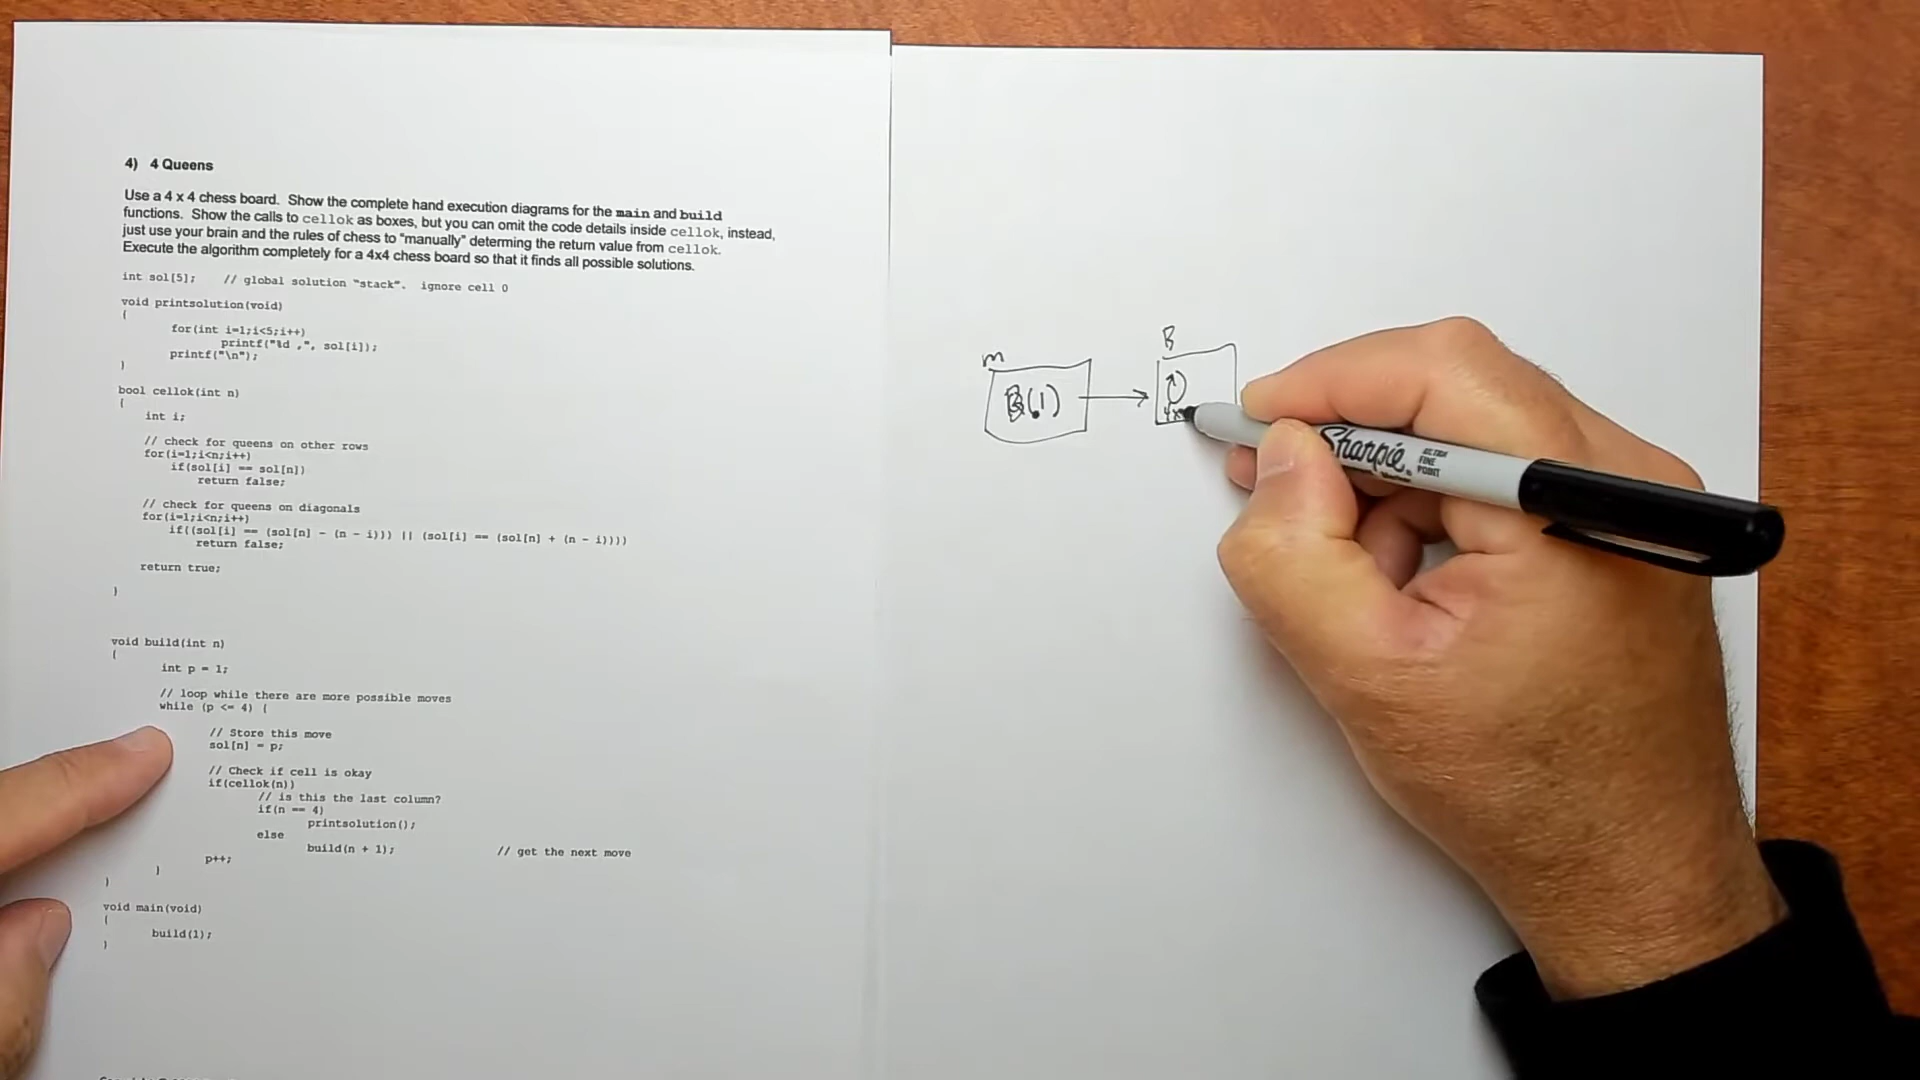 4) 4 Queens
Use a 4 x 4 chess board. Show the complete hand execution diagrams for the main and build
functions. Show the calls to cellok as boxes, but you can omit the code details inside cellok, instead,
just use your brain and the rules of chess to "manually" determing the return value from cellok.
Execute the algorithm completely for a 4x4 chess board so that it finds all possible solutions.
int sol[5]; // global solution "stack". ignore cell 0
void printsolution(void)
{
for(int i=1;i<5;i++)
printf("%d ,", sol[i]);
printf("\n");
}
bool cellok(int n)
{
int i;
// check for queens on other rows
for(i=1;i<n;i++)
if(sol[i] == sol[n])
return false;
// check for queens on diagonals
for(i=1;i<n;i++)
if((sol[i] == (sol[n] - (n - i))) || (sol[i] == (sol[n] + (n - i))))
return false;
return true;
}
void build(int n)
{
int p = 1;
// loop while there are more possible moves
while (p <= 4) {
// Store this move
sol[n] = p;
// Check if cell is okay
if(cellok(n))
// is this the last column?
if(n == 4)
printsolution();
else
build(n + 1); // get the next move
p++;
}
}
void main(void)
{
build(1);
}
m
B(1)
B
4x
Sharpie.
FINE
POINT